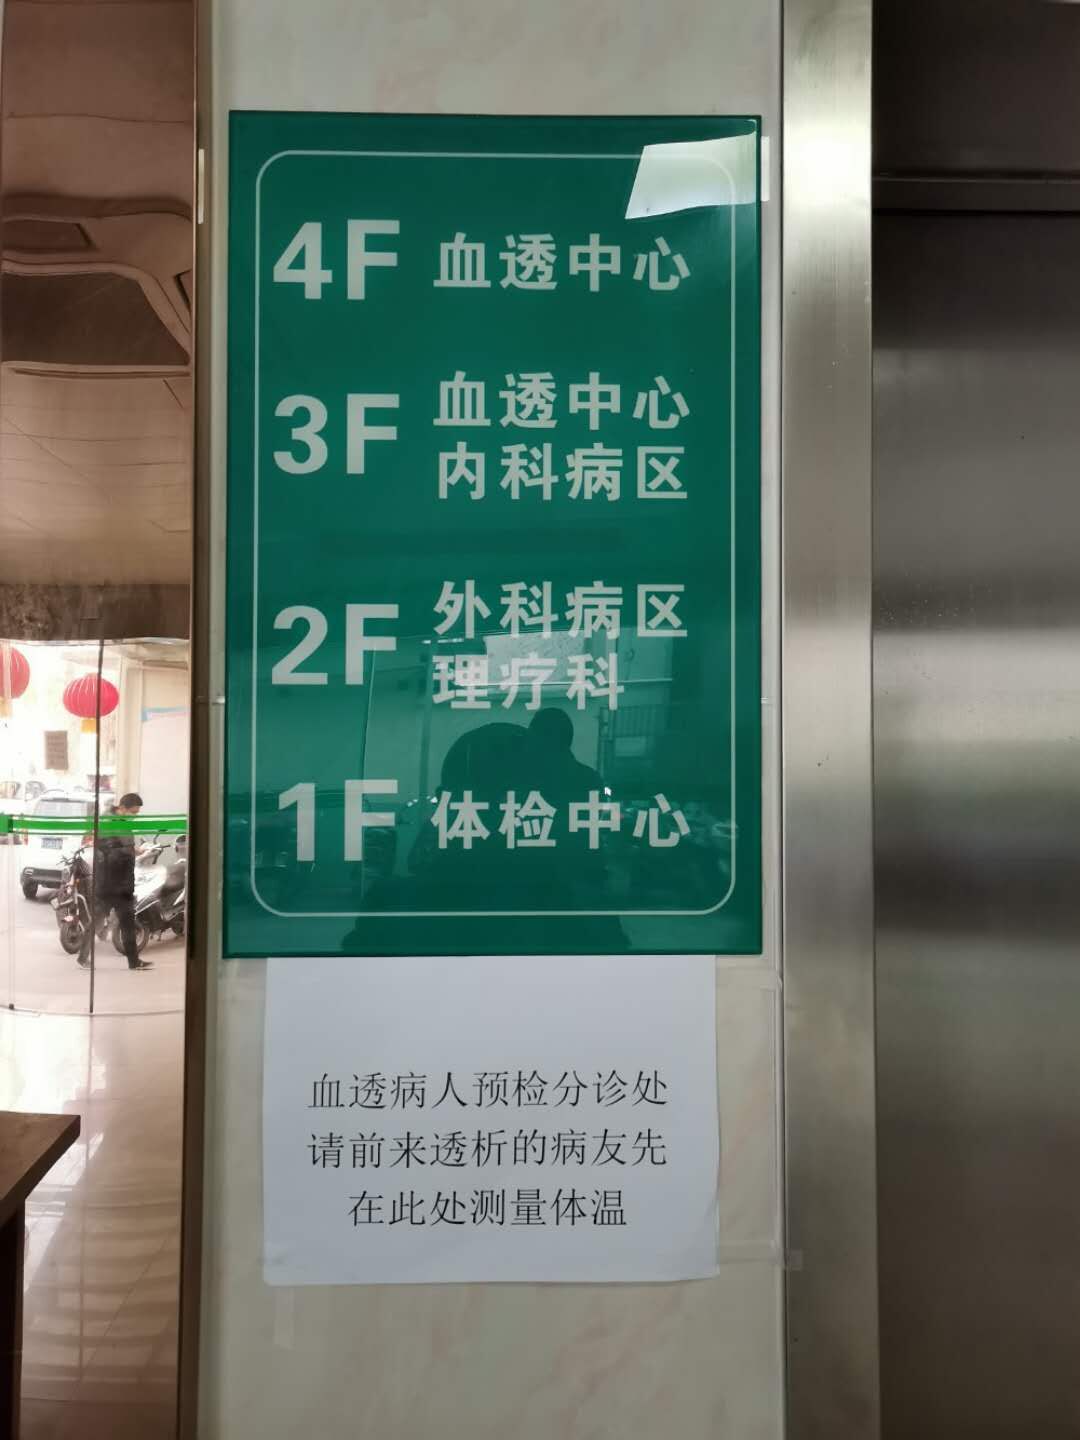 4F 血透中心
3F 血透中心
内科病区
2F 外科病区
理疗科
1F 体检中心
血透病人预检分诊处
请前来透析的病友先
在此处测量体温